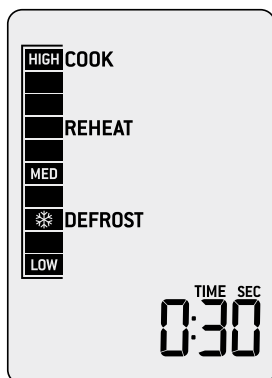 HIGH COOK
REHEAT
MED
DEFROST
LOW
TIME SEC
0:30